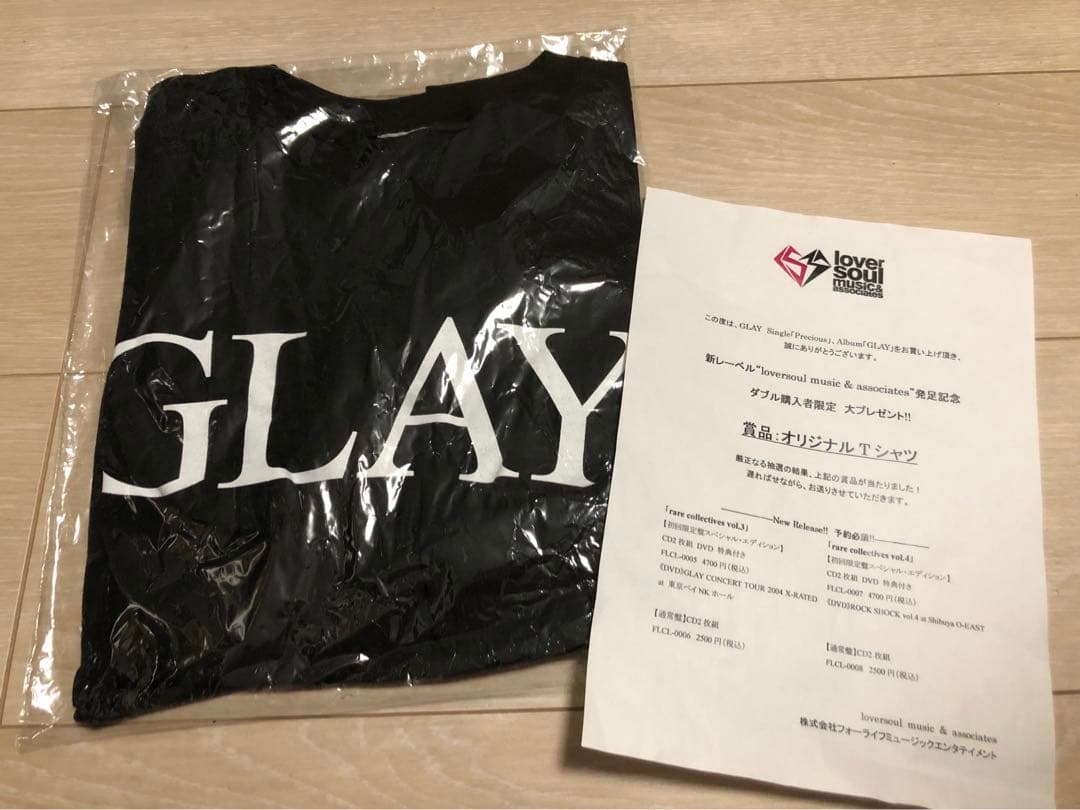 GLAY
lover
soul
music&
associates
この度は、GLAY Single「Precious」、Album「GLAY」をお買い上げ頂き、
誠にありがとうございます。
新レーベル“loversoul music & associates”発足記念
ダブル購入者限定 大プレゼント!!
賞品:オリジナルTシャツ
厳正なる抽選の結果、上記の賞品が当たりました!
遅ればせながら、お送りさせていただきます。
————New Release!! 予約必須!!————
「rare collectives vol.3」
【初回限定盤スペシャル・エディション】
CD2枚組 DVD 特典付き
FLCL-0005 4700円(税込)
《DVD》GLAY CONCERT TOUR 2004 X-RATED
at 東京ベイNKホール
【通常盤】CD2枚組
FLCL-0006 2500円(税込)
「rare collectives vol.4」
【初回限定盤スペシャル・エディション】
CD2枚組 DVD 特典付き
FLCL-0007 4700円(税込)
《DVD》ROCK SHOCK vol.4 at Shibuya O-EAST
【通常盤】CD2枚組
FLCL-0008 2500円(税込)
loversoul music & associates
株式会社フォーライフミュージックエンタテイメント